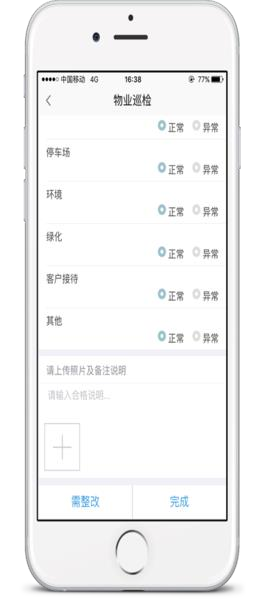 中国移动 4G 16:38 77%
物业巡检
正常 异常
停车场
正常 异常
环境
正常 异常
绿化
正常 异常
客户接待
正常 异常
其他
正常 异常
请上传照片及备注说明
请输入合格说明...
需整改 完成